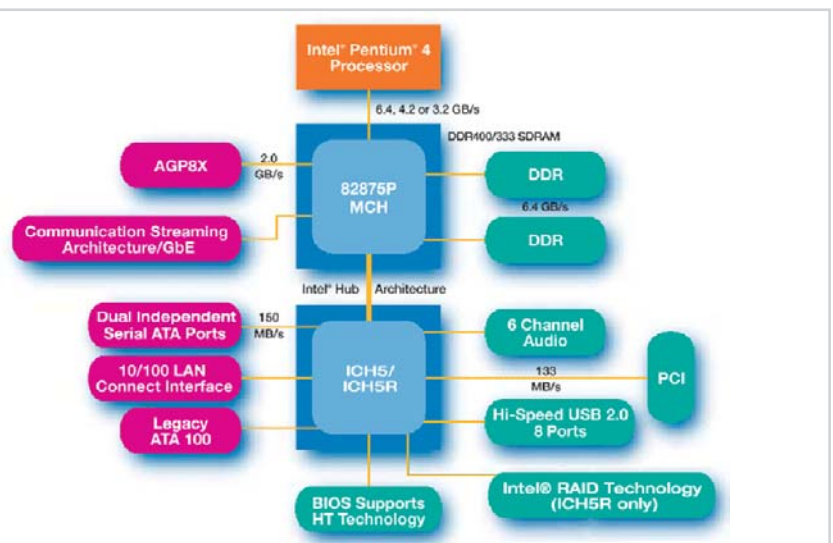 Intel® Pentium® 4
Processor
6.4, 4.2 or 3.2 GB/s
DDR400/333 SDRAM
AGP8X
2.0
GB/s
82875P
MCH
DDR
6.4 GB/s
DDR
Communication Streaming
Architecture/GbE
Intel® Hub Architecture
Dual Independent
Serial ATA Ports
150
MB/s
6 Channel
Audio
10/100 LAN
Connect Interface
ICH5/
ICH5R
133
MB/s
PCI
Legacy
ATA 100
Hi-Speed USB 2.0
8 Ports
BIOS Supports
HT Technology
Intel® RAID Technology
(ICH5R only)